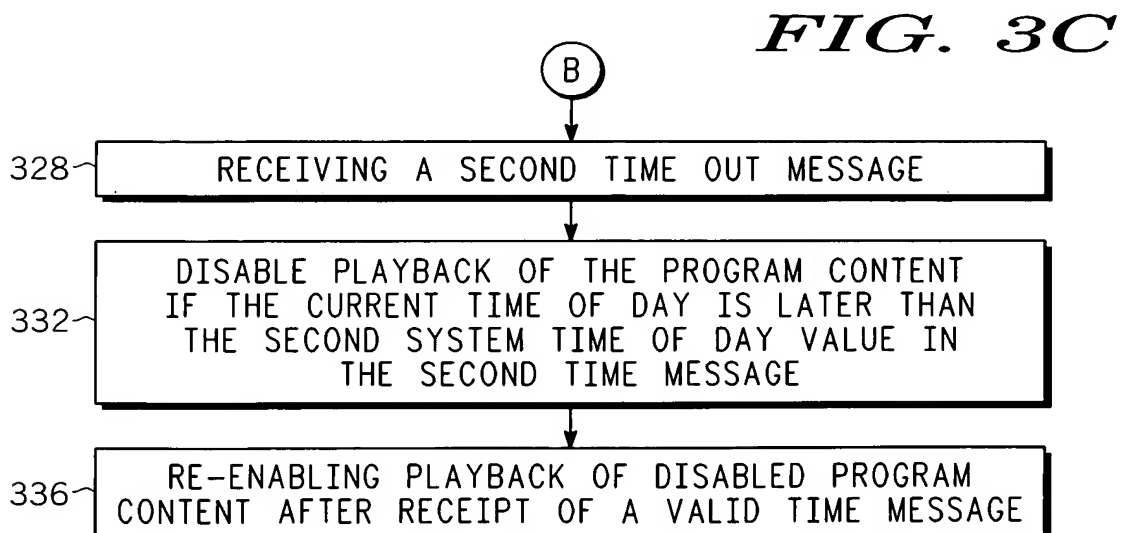 FIG. 3C
B
328
RECEIVING A SECOND TIME OUT MESSAGE
332
DISABLE PLAYBACK OF THE PROGRAM CONTENT
IF THE CURRENT TIME OF DAY IS LATER THAN
THE SECOND SYSTEM TIME OF DAY VALUE IN
THE SECOND TIME MESSAGE
336
RE-ENABLING PLAYBACK OF DISABLED PROGRAM
CONTENT AFTER RECEIPT OF A VALID TIME MESSAGE